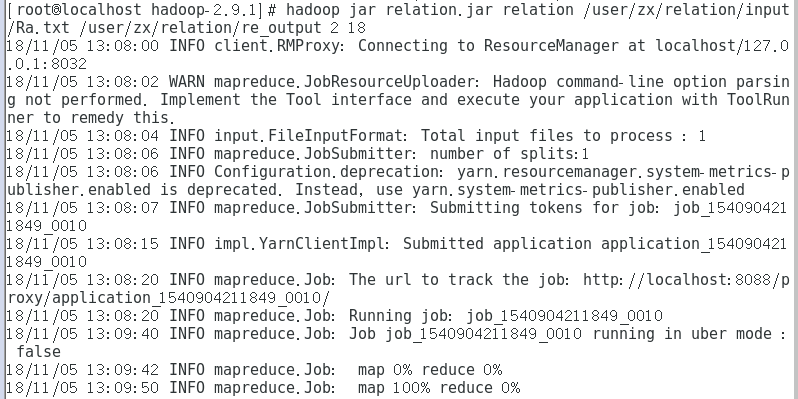 [root@localhost hadoop-2.9.1]# hadoop jar relation.jar relation /user/zx/relation/input
/Ra.txt /user/zx/relation/re_output 2 18
18/11/05 13:08:00 INFO client.RMProxy: Connecting to ResourceManager at localhost/127.0
.0.1:8032
18/11/05 13:08:02 WARN mapreduce.JobResourceUploader: Hadoop command-line option parsin
g not performed. Implement the Tool interface and execute your application with ToolRun
ner to remedy this.
18/11/05 13:08:04 INFO input.FileInputFormat: Total input files to process : 1
18/11/05 13:08:06 INFO mapreduce.JobSubmitter: number of splits:1
18/11/05 13:08:06 INFO Configuration.deprecation: yarn.resourcemanager.system-metrics-p
ublisher.enabled is deprecated. Instead, use yarn.system-metrics-publisher.enabled
18/11/05 13:08:07 INFO mapreduce.JobSubmitter: Submitting tokens for job: job_154090421
1849_0010
18/11/05 13:08:15 INFO impl.YarnClientImpl: Submitted application application_154090421
1849_0010
18/11/05 13:08:20 INFO mapreduce.Job: The url to track the job: http://localhost:8088/p
roxy/application_1540904211849_0010/
18/11/05 13:08:20 INFO mapreduce.Job: Running job: job_1540904211849_0010
18/11/05 13:09:40 INFO mapreduce.Job: Job job_1540904211849_0010 running in uber mode :
false
18/11/05 13:09:42 INFO mapreduce.Job:  map 0% reduce 0%
18/11/05 13:09:50 INFO mapreduce.Job:  map 100% reduce 0%